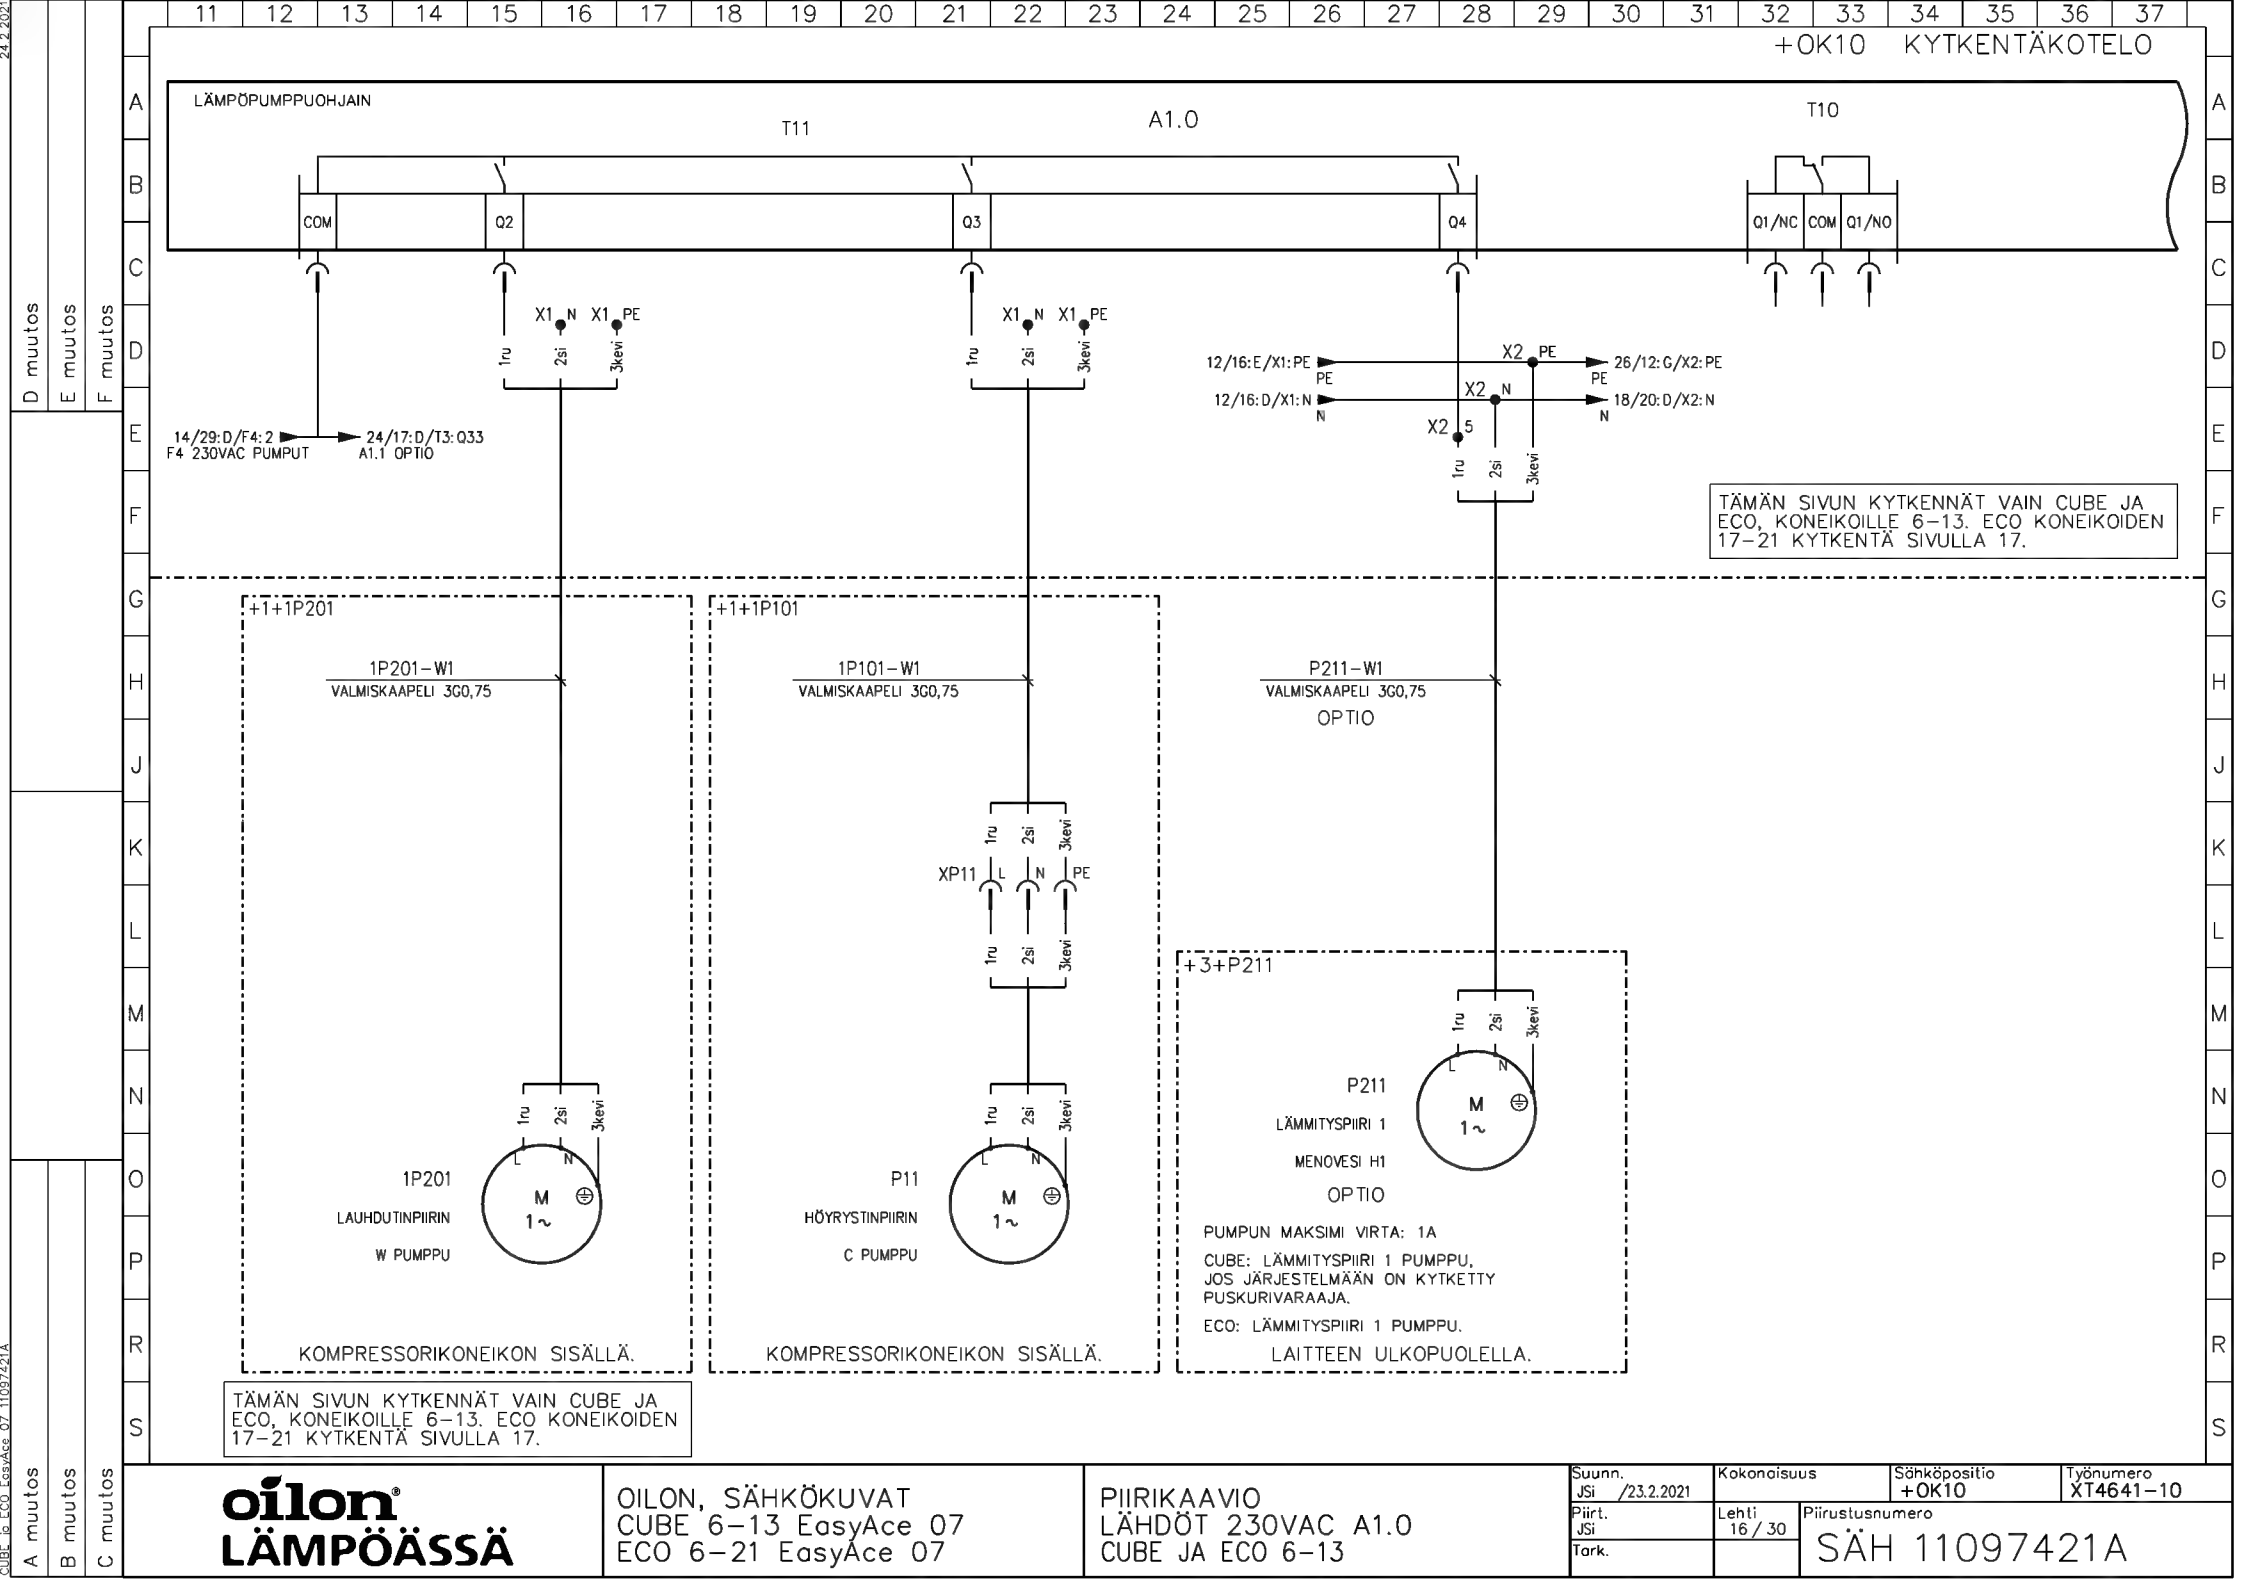 11 12 13 14 15 16 17 18 19 20 21 22 23 24 25 26 27 28 29 30 31 32 33 34 35 36 37
+OK10 KYTKENTÄKOTELO
24.2.2021
LÄMPÖPUMPPUOHJAIN
T11
A1.0
T10
A A
B B
COM Q2 Q3 Q4 Q1/NC COM Q1/NO
C C
X1 N X1 PE X1 N X1 PE
D D
1ru 2si 3kevi 1ru 2si 3kevi
12/16:E/X1:PE X2 PE 26/12:G/X2:PE
PE PE
12/16:D/X1:N X2 N 18/20:D/X2:N
N N
X2 5
E E
14/29:D/F4:2 24/17:D/T3:Q33
F4 230VAC PUMPUT A1.1 OPTIO
1ru 2si 3kevi
F F
TÄMÄN SIVUN KYTKENNÄT VAIN CUBE JA
ECO, KONEIKOILLE 6-13. ECO KONEIKOIDEN
17-21 KYTKENTÄ SIVULLA 17.
G G
+1+1P201 +1+1P101
H H
1P201-W1 1P101-W1 P211-W1
VALMISKAAPELI 3G0,75 VALMISKAAPELI 3G0,75 VALMISKAAPELI 3G0,75
OPTIO
J J
K K
1ru 2si 3kevi
XP11 L N PE
L L
1ru 2si 3kevi
+3+P211
M M
1ru 2si 3kevi
L N
N N
1ru 2si 3kevi 1ru 2si 3kevi
P211 M
1~
LÄMMITYSPIIRI 1
MENOVESI H1
OPTIO
O O
L N L N
1P201 M P11 M
1~ 1~
LAUHDUTINPIIRIN HÖYRYSTINPIIRIN
W PUMPPU C PUMPPU
P P
PUMPUN MAKSIMI VIRTA: 1A
CUBE: LÄMMITYSPIIRI 1 PUMPPU,
JOS JÄRJESTELMÄÄN ON KYTKETTY
PUSKURIVARAAJA.
ECO: LÄMMITYSPIIRI 1 PUMPPU.
R R
KOMPRESSORIKONEIKON SISÄLLÄ. KOMPRESSORIKONEIKON SISÄLLÄ. LAITTEEN ULKOPUOLELLA.
TÄMÄN SIVUN KYTKENNÄT VAIN CUBE JA
ECO, KONEIKOILLE 6-13. ECO KONEIKOIDEN
17-21 KYTKENTÄ SIVULLA 17.
S S
D muutos
E muutos
F muutos
A muutos
B muutos
C muutos
CUBE ja ECO EasyAce 07 11097421A
oilon®
LÄMPÖÄSSÄ
OILON, SÄHKÖKUVAT
CUBE 6-13 EasyAce 07
ECO 6-21 EasyAce 07
PIIRIKAAVIO
LÄHDÖT 230VAC A1.0
CUBE JA ECO 6-13
Suunn.
JSi /23.2.2021
Piirt.
JSi
Tark.
Kokonaisuus
Lehti
16/30
Sähköpositio
+OK10
Työnumero
XT4641-10
Piirustusnumero
SÄH 11097421A